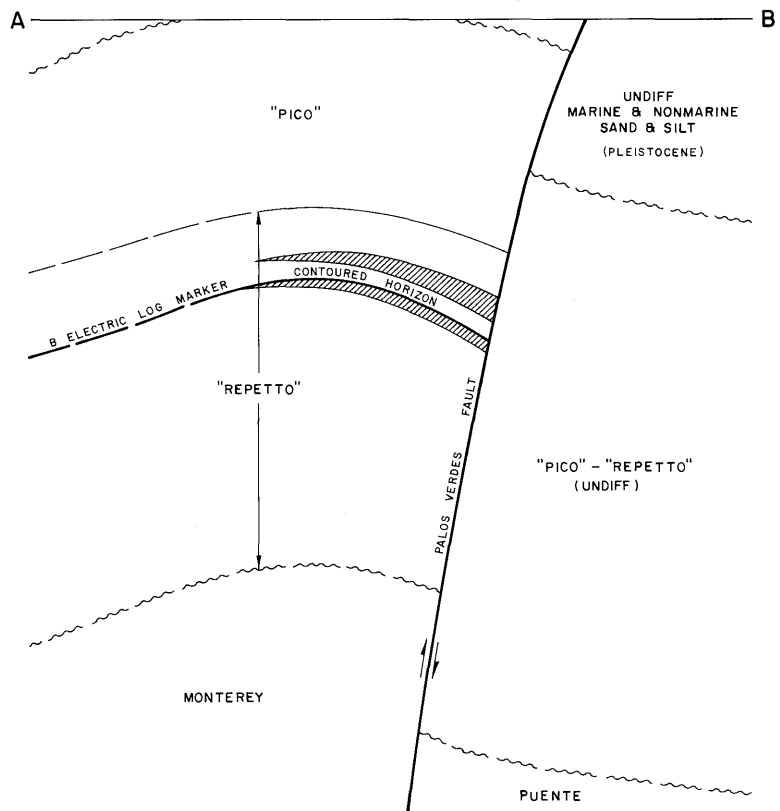 A
B
UNDIFF
MARINE & NONMARINE
SAND & SILT
(PLEISTOCENE)
"PICO"
CONTOURED HORIZON
B ELECTRIC LOG MARKER
"REPETTO"
PALOS VERDES FAULT
"PICO" – "REPETTO"
(UNDIFF)
MONTEREY
PUENTE